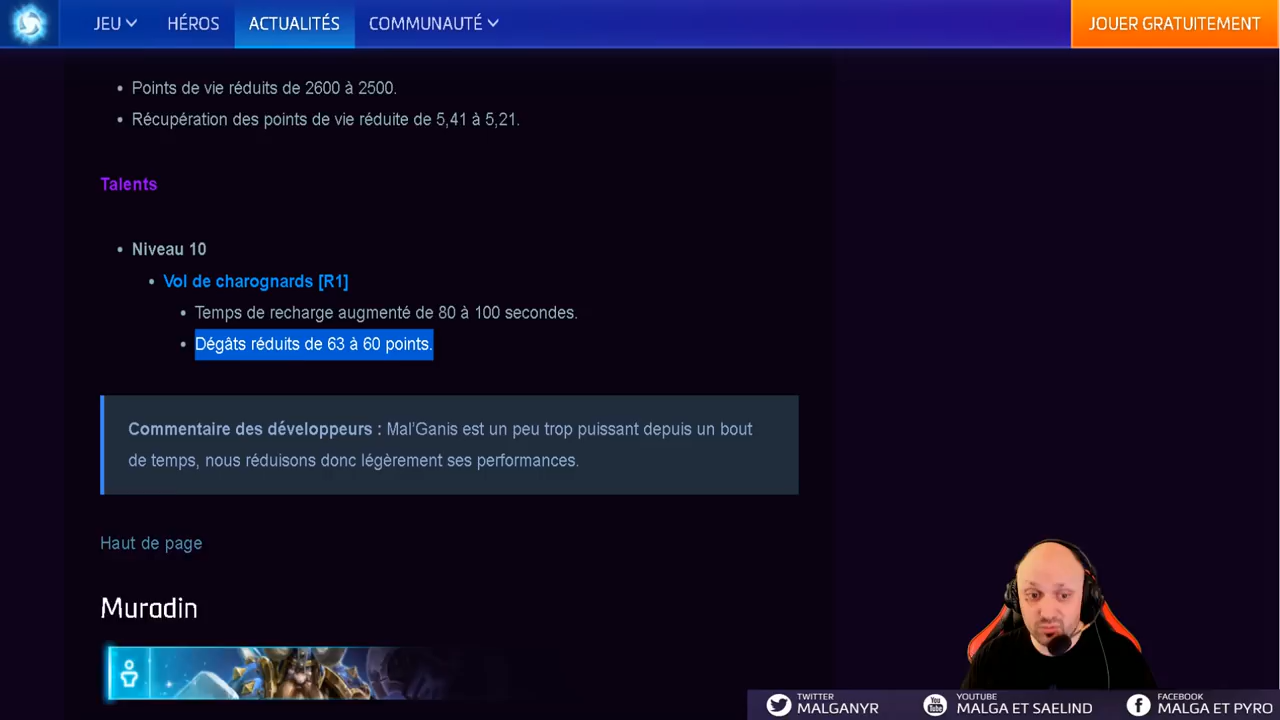 JEU HÉROS ACTUALITÉS COMMUNAUTÉ JOUER GRATUITEMENT
Points de vie réduits de 2600 à 2500.
Récupération des points de vie réduite de 5,41 à 5,21.
Talents
Niveau 10
Vol de charognards [R1]
Temps de recharge augmenté de 80 à 100 secondes.
Dégâts réduits de 63 à 60 points.
Commentaire des développeurs : Mal'Ganis est un peu trop puissant depuis un bout
de temps, nous réduisons donc légèrement ses performances.
Haut de page
Muradin
TWITTER
MALGANYR
YOUTUBE
MALGA ET SAELIND
FACEBOOK
MALGA ET PYRO